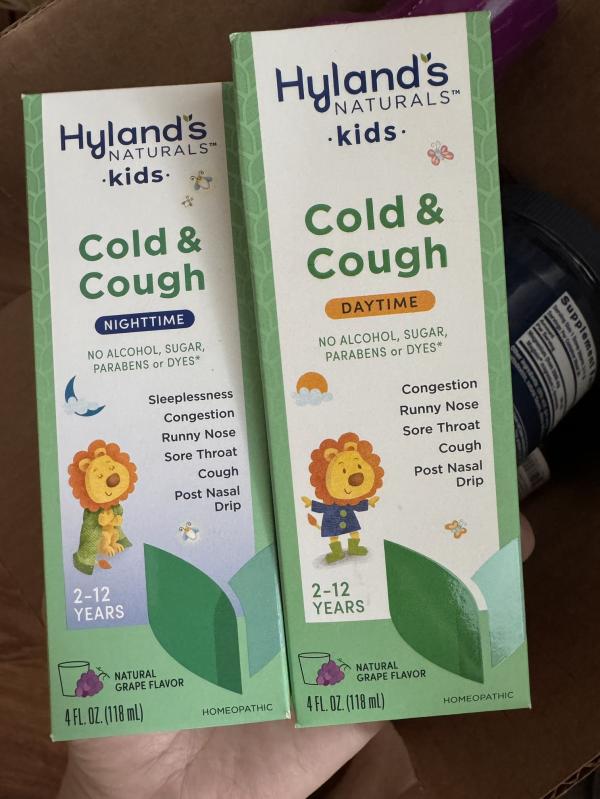 Hyland's
NATURALS™
·kids·
Cold &
Cough
NIGHTTIME
NO ALCOHOL, SUGAR,
PARABENS or DYES*
Sleeplessness
Congestion
Runny Nose
Sore Throat
Cough
Post Nasal
Drip
2-12
YEARS
NATURAL
GRAPE FLAVOR
4 FL. OZ. (118 mL)
HOMEOPATHIC
Hyland's
NATURALS™
·kids·
Cold &
Cough
DAYTIME
NO ALCOHOL, SUGAR,
PARABENS or DYES*
Congestion
Runny Nose
Sore Throat
Cough
Post Nasal
Drip
2-12
YEARS
NATURAL
GRAPE FLAVOR
4 FL. OZ. (118 mL)
HOMEOPATHIC
Supplement